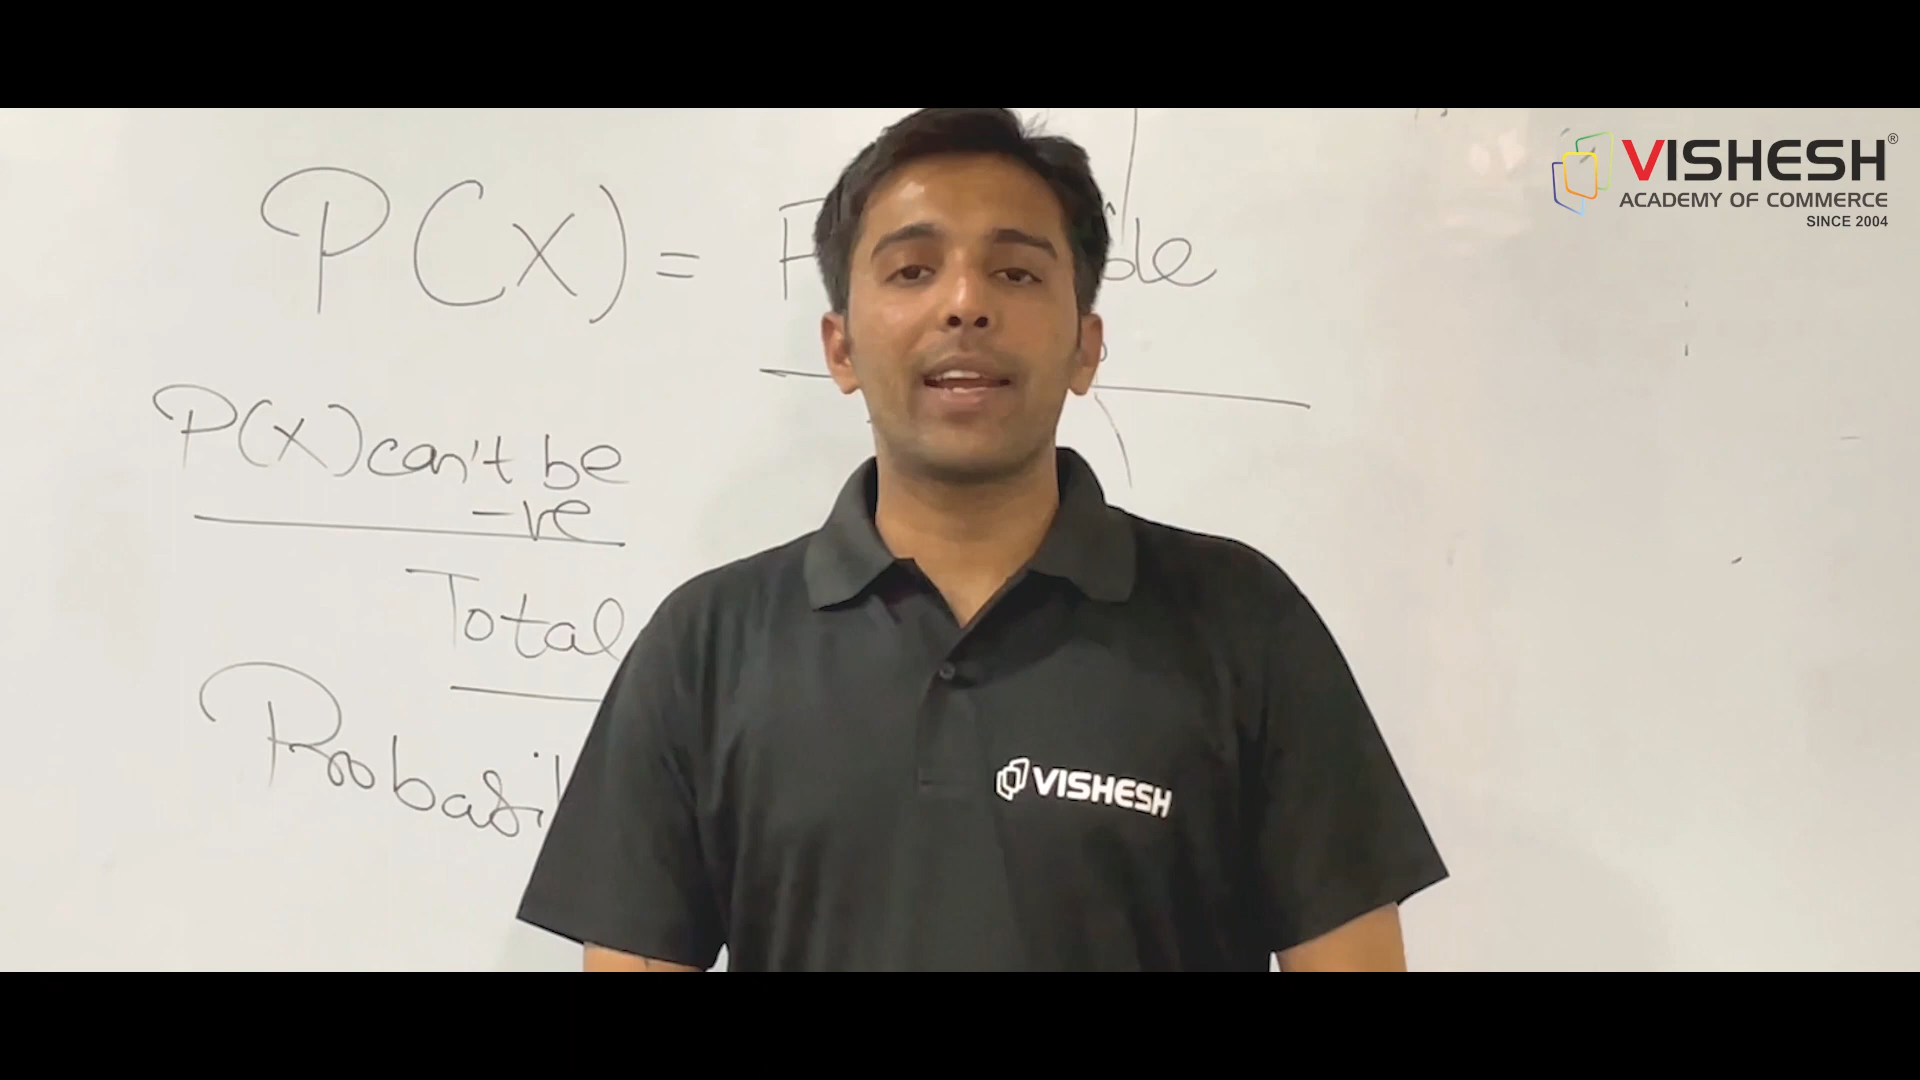 VISHESH®
ACADEMY OF COMMERCE
SINCE 2004
P(X) =
P(X) can't be
-ve
Total
VISHESH